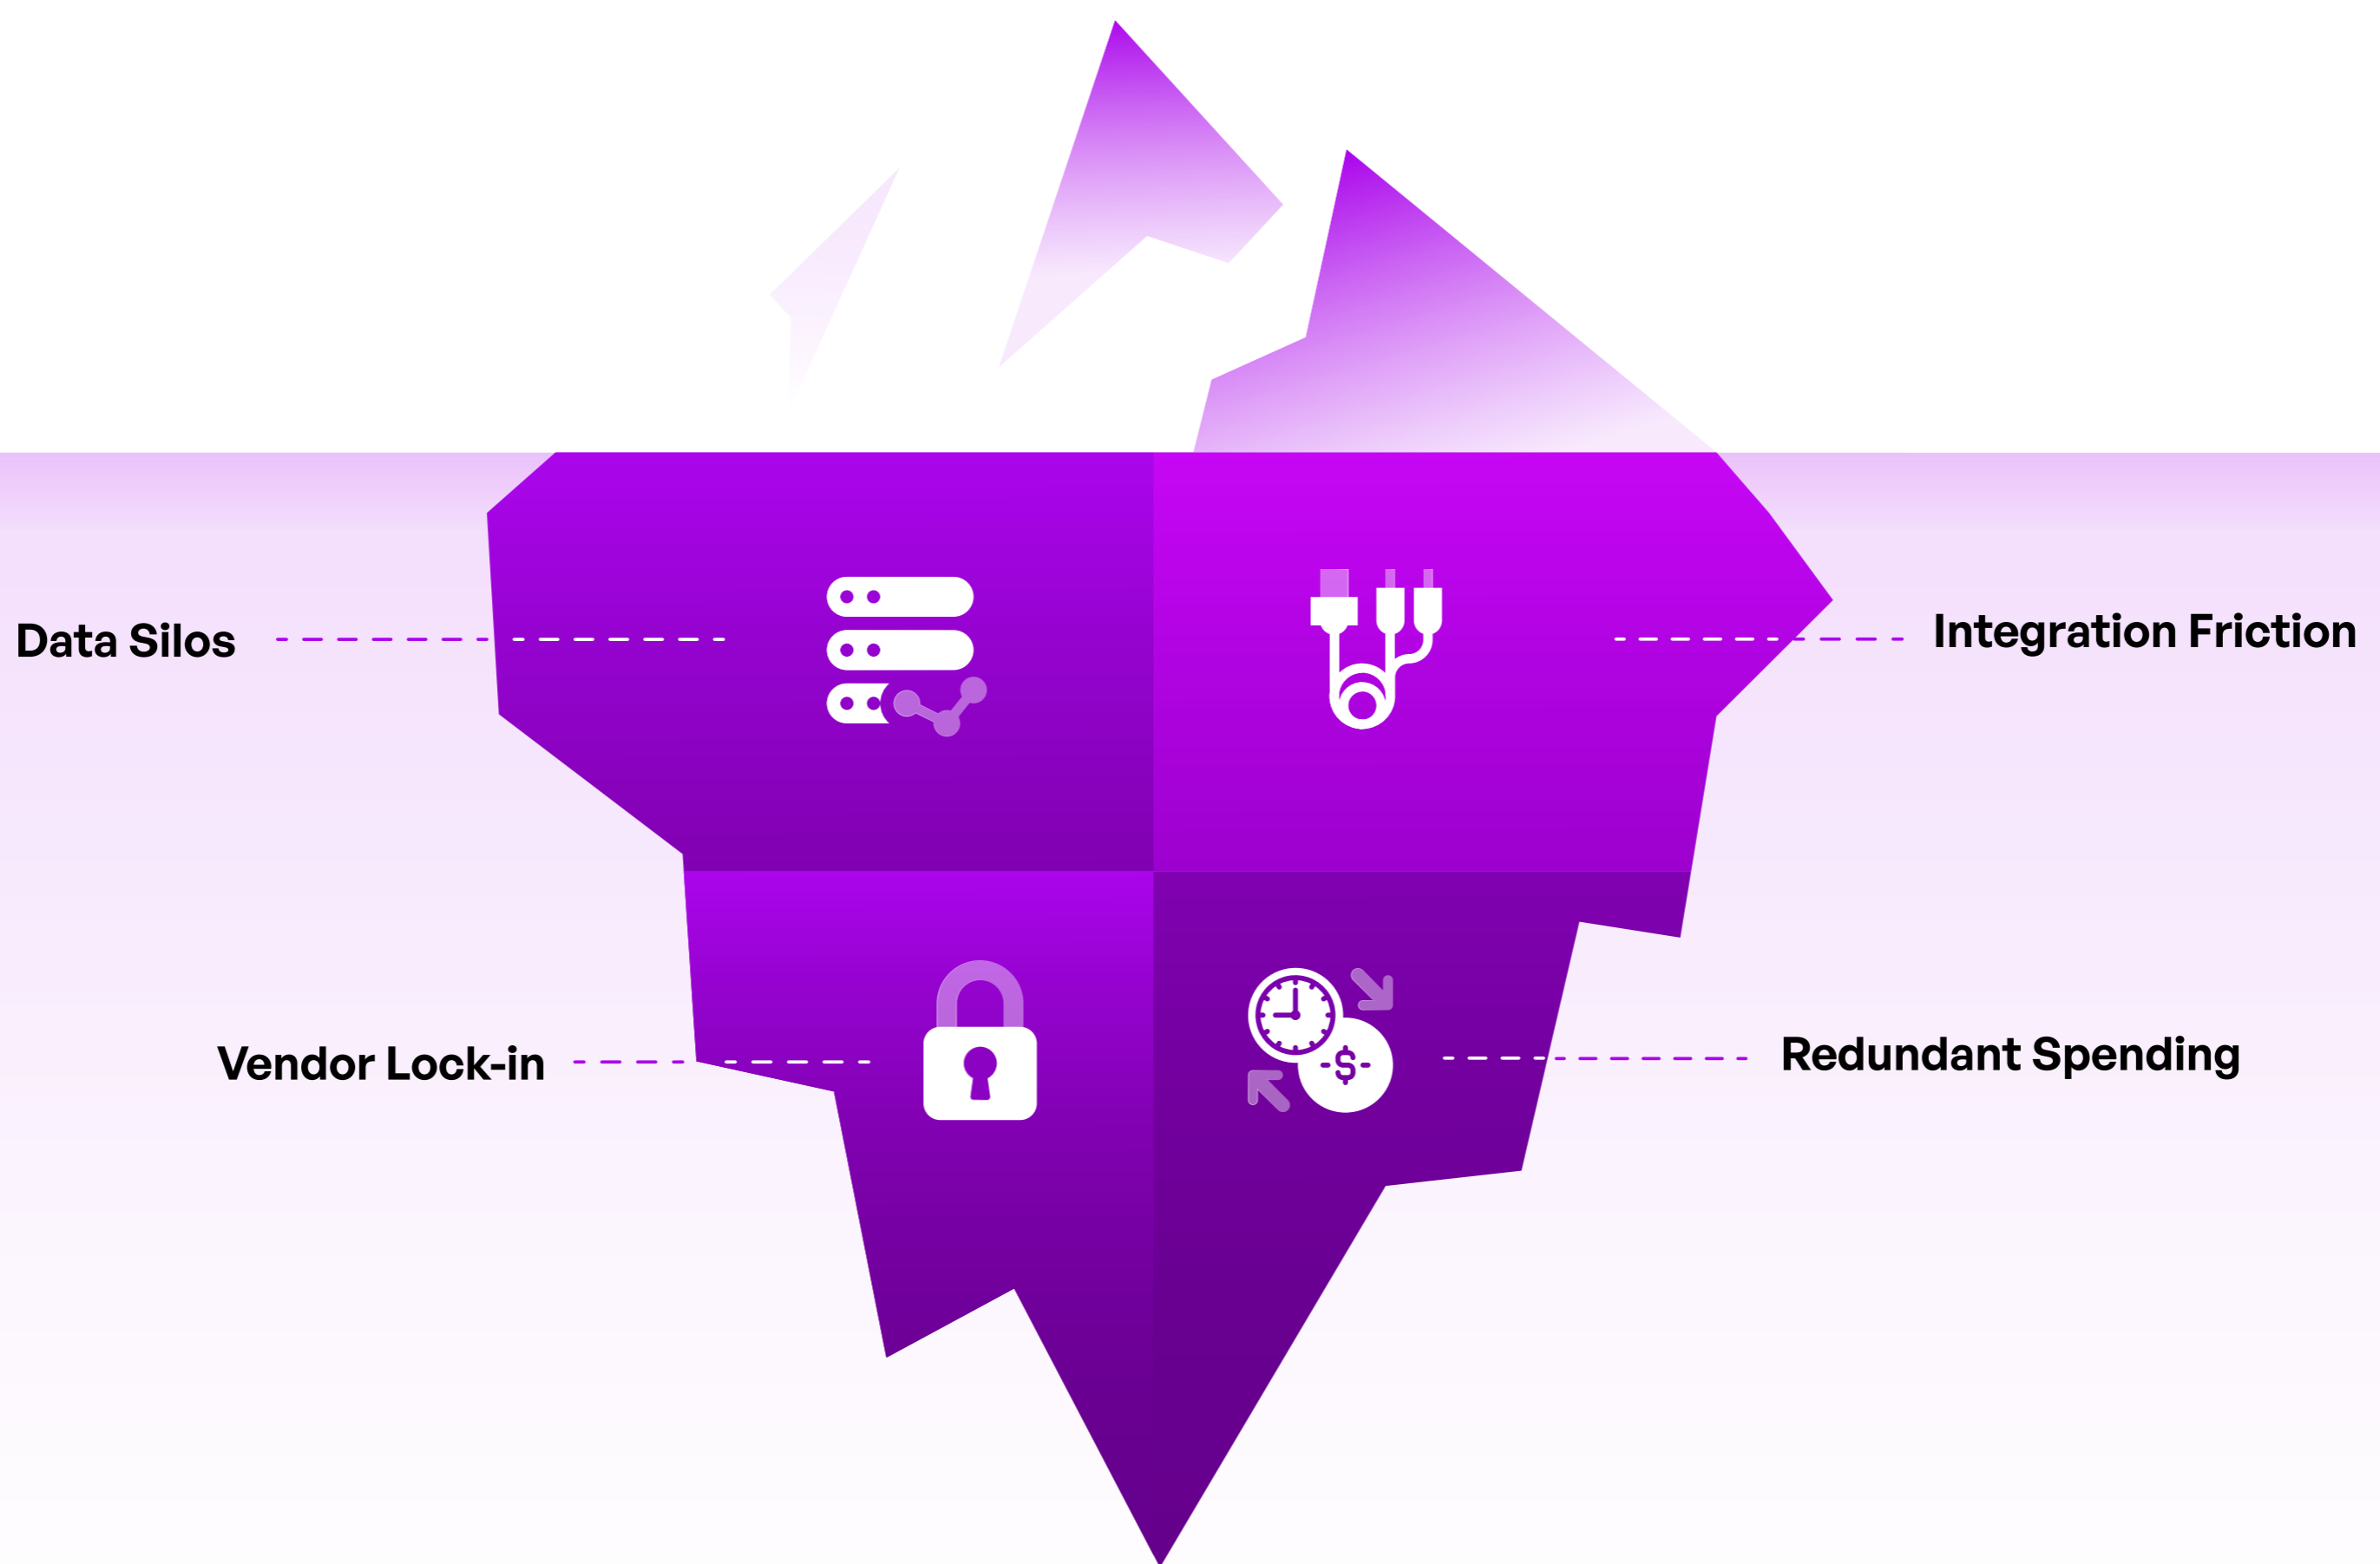 Data Silos
Integration Friction
Vendor Lock-in
Redundant Spending
$